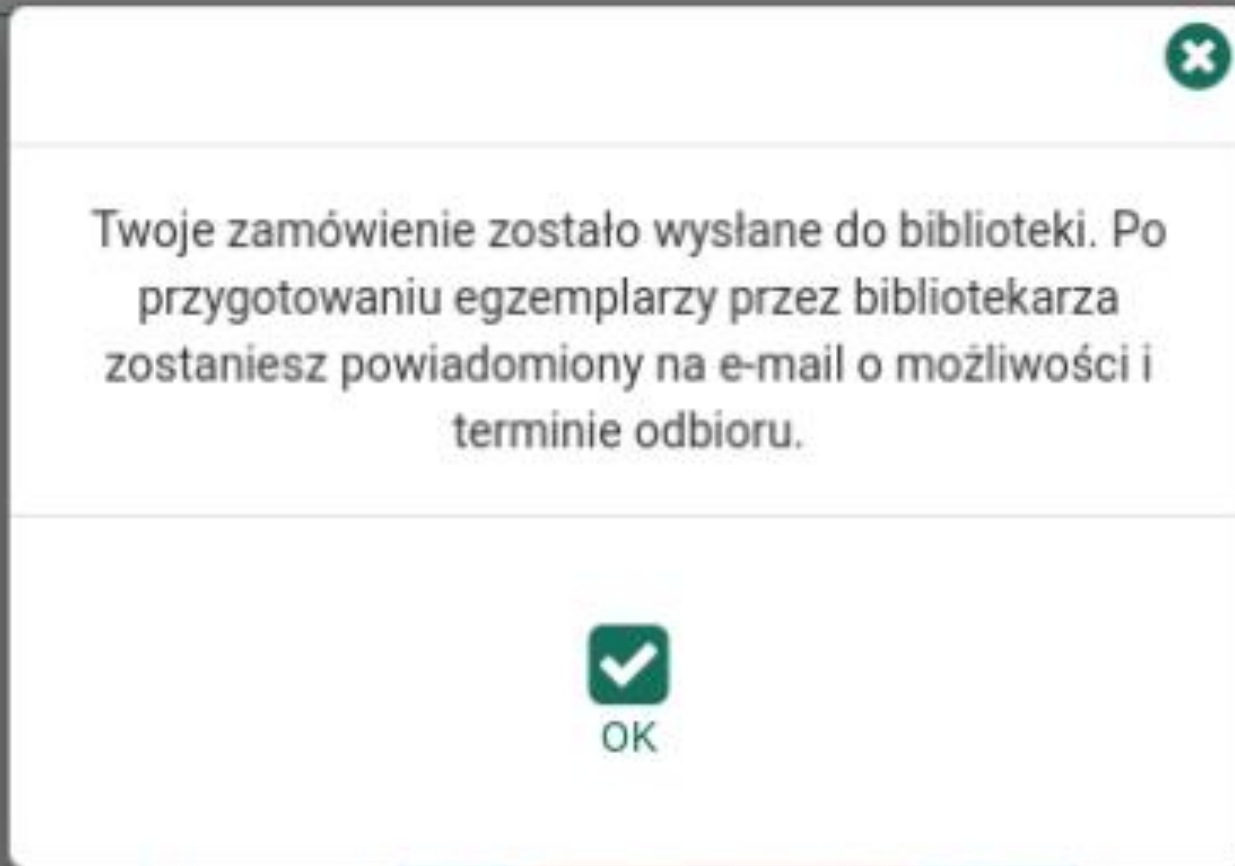 Twoje zamówienie zostało wysłane do biblioteki. Po
przygotowaniu egzemplarzy przez bibliotekarza
zostaniesz powiadomiony na e-mail o możliwości i
terminie odbioru.
OK